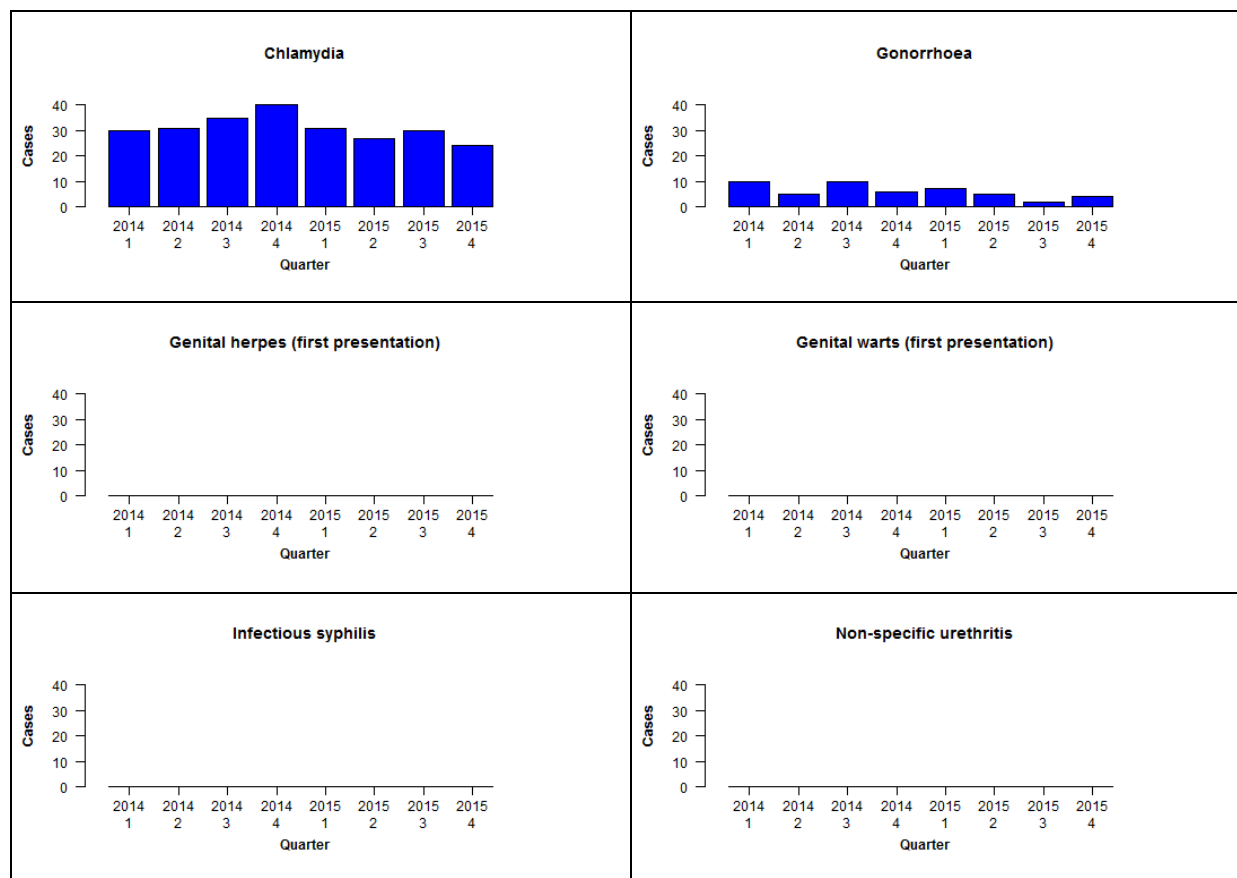 Chlamydia
Cases
40
30
20
10
0
2014 2014 2014 2014 2015 2015 2015 2015
1 2 3 4 1 2 3 4
Quarter
Gonorrhoea
Cases
40
30
20
10
0
2014 2014 2014 2014 2015 2015 2015 2015
1 2 3 4 1 2 3 4
Quarter
Genital herpes (first presentation)
Cases
40
30
20
10
0
2014 2014 2014 2014 2015 2015 2015 2015
1 2 3 4 1 2 3 4
Quarter
Genital warts (first presentation)
Cases
40
30
20
10
0
2014 2014 2014 2014 2015 2015 2015 2015
1 2 3 4 1 2 3 4
Quarter
Infectious syphilis
Cases
40
30
20
10
0
2014 2014 2014 2014 2015 2015 2015 2015
1 2 3 4 1 2 3 4
Quarter
Non-specific urethritis
Cases
40
30
20
10
0
2014 2014 2014 2014 2015 2015 2015 2015
1 2 3 4 1 2 3 4
Quarter